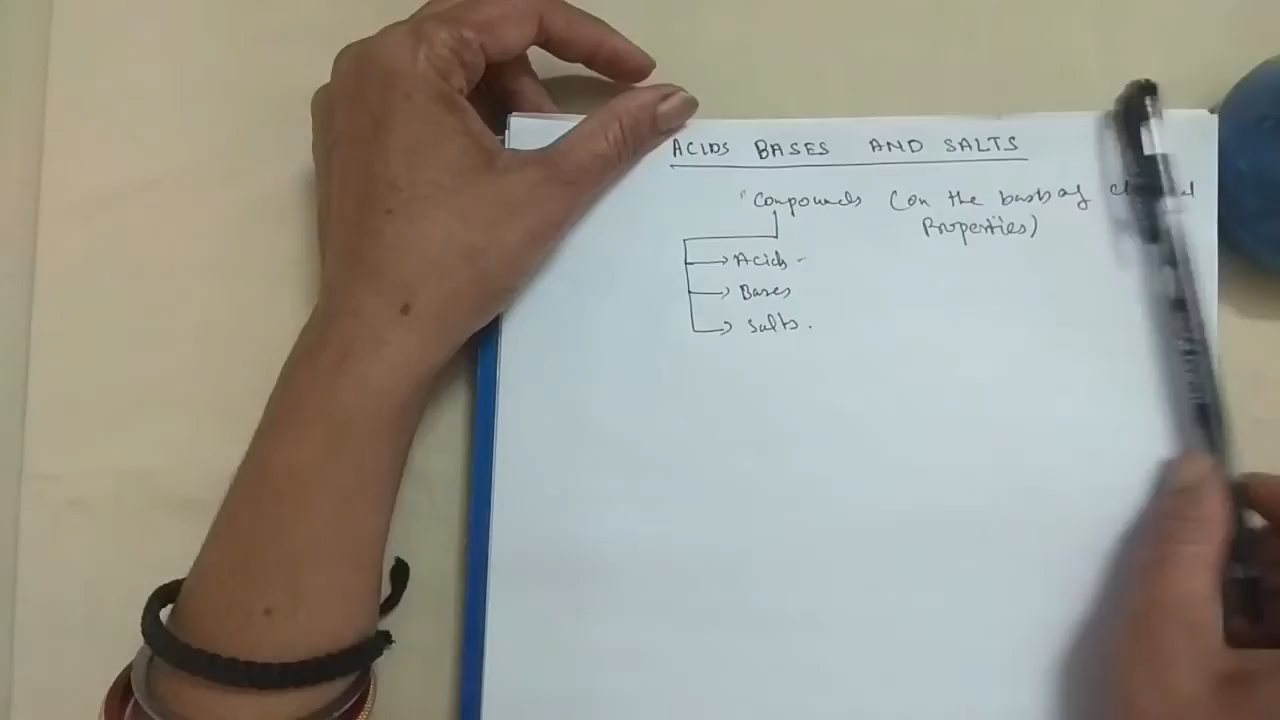 ACIDS BASES AND SALTS
Compounds (on the basis of
Properties)
Acids -
Bases
Salts.